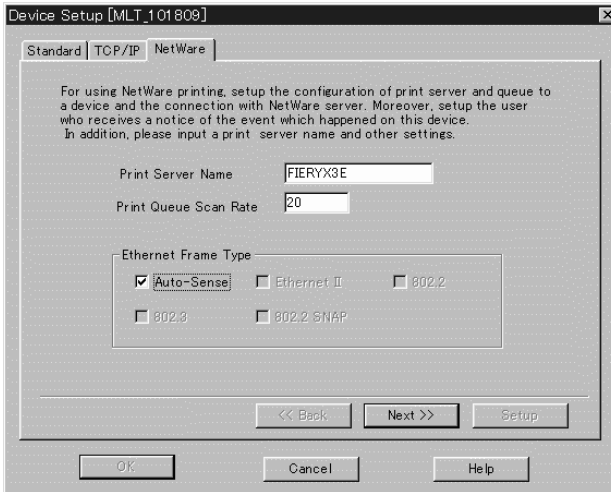 Device Setup [MLT_101809]
Standard TCP/IP NetWare
For using NetWare printing, setup the configuration of print server and queue to
a device and the connection with NetWare server. Moreover, setup the user
who receives a notice of the event which happened on this device.
In addition, please input a print server name and other settings.
Print Server Name FIERYX3E
Print Queue Scan Rate 20
Ethernet Frame Type
Auto-Sense Ethernet II 802.2
802.3 802.2 SNAP
<< Back Next >> Setup
OK Cancel Help